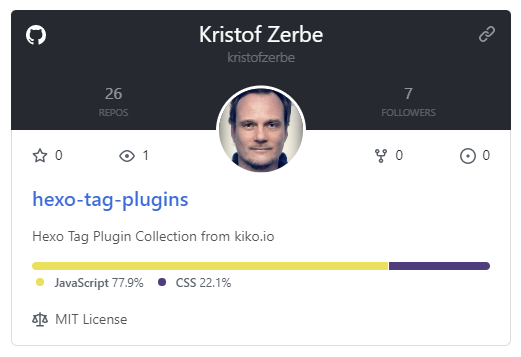 Kristof Zerbe
kristofzerbe
26
REPOS
7
FOLLOWERS
0
1
0
0
hexo-tag-plugins
Hexo Tag Plugin Collection from kiko.io
JavaScript 77.9% CSS 22.1%
MIT License